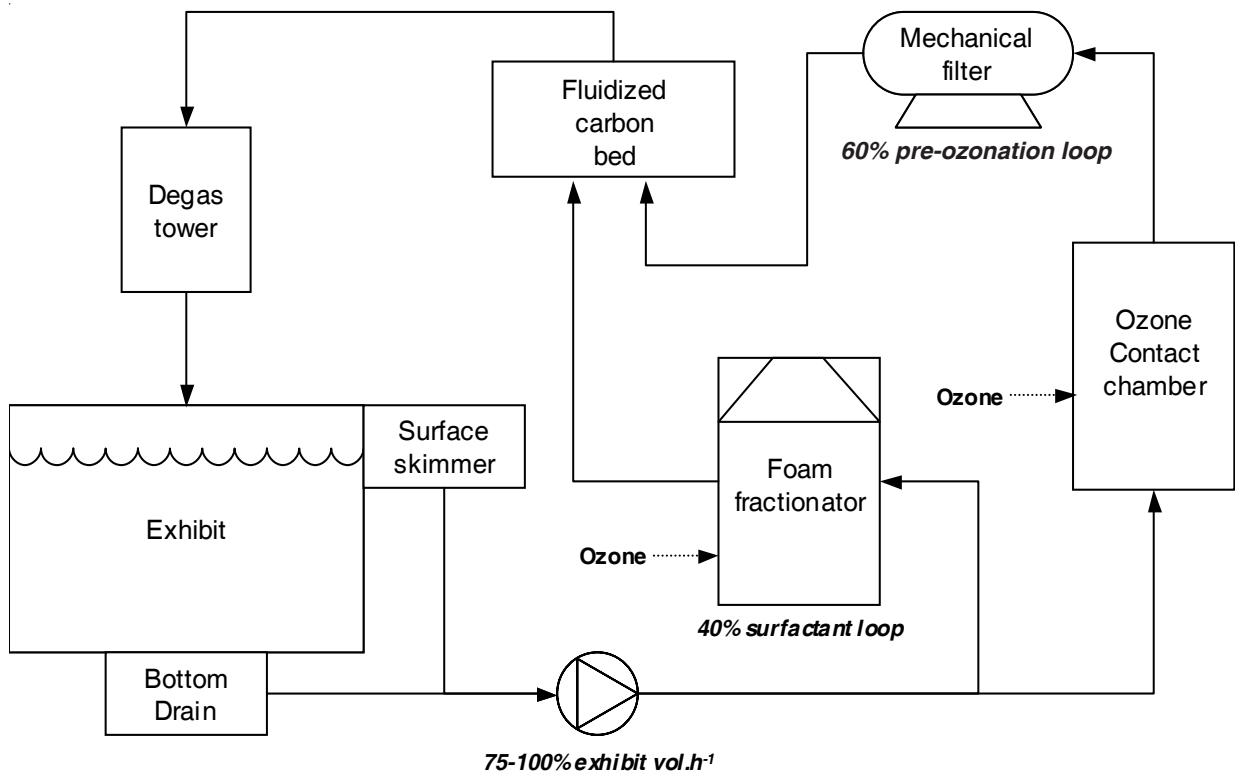 Mechanical
filter
60% pre-ozonation loop
Fluidized
carbon
bed
Degas
tower
Ozone
Contact
chamber
Ozone
Surface
skimmer
Foam
fractionator
Exhibit
Ozone
40% surfactant loop
Bottom
Drain
75-100% exhibit vol.h⁻¹